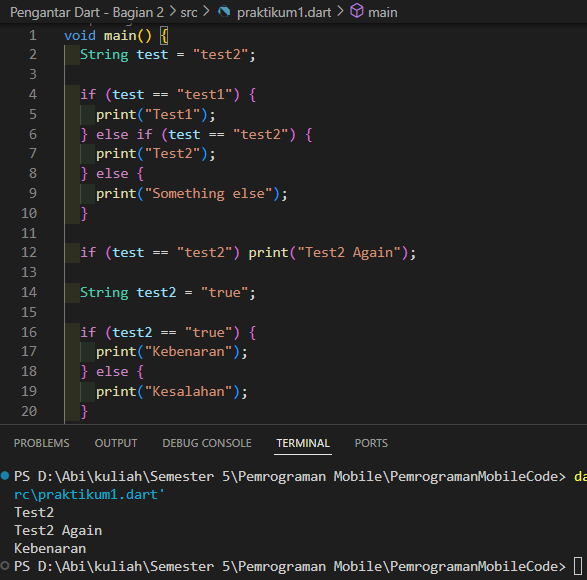 Pengantar Dart - Bagian 2 > src > praktikum1.dart > main
1 void main() {
2 String test = "test2";
3
4 if (test == "test1") {
5 print("Test1");
6 } else if (test == "test2") {
7 print("Test2");
8 } else {
9 print("Something else");
10 }
11
12 if (test == "test2") print("Test2 Again");
13
14 String test2 = "true";
15
16 if (test2 == "true") {
17 print("Kebenaran");
18 } else {
19 print("Kesalahan");
20 }
PROBLEMS OUTPUT DEBUG CONSOLE TERMINAL PORTS
PS D:\Abi\kuliah\Semester 5\Pemrograman Mobile\PemrogramanMobileCode> da
rc\praktikum1.dart'
Test2
Test2 Again
Kebenaran
PS D:\Abi\kuliah\Semester 5\Pemrograman Mobile\PemrogramanMobileCode>